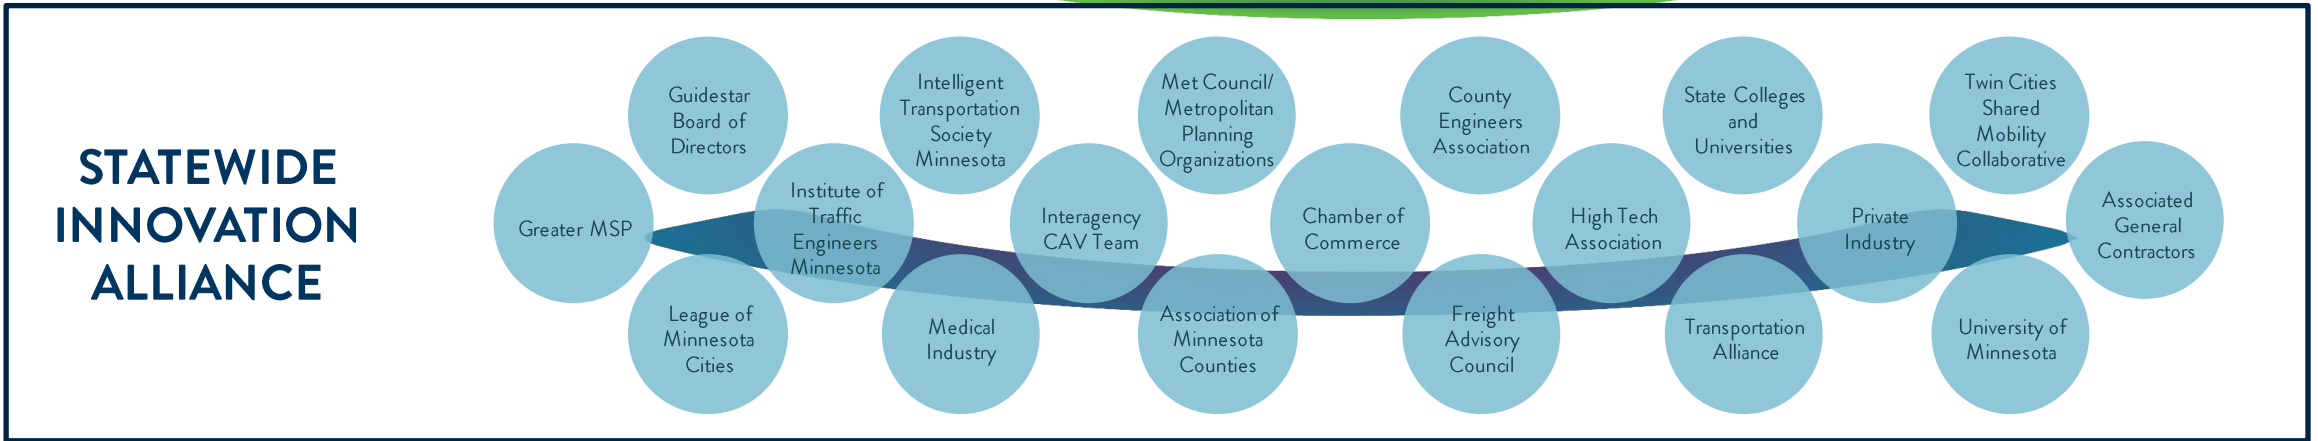 STATEWIDE
INNOVATION
ALLIANCE
Greater MSP
Guidestar
Board of
Directors
League of
Minnesota
Cities
Institute of
Traffic
Engineers
Minnesota
Intelligent
Transportation
Society
Minnesota
Medical
Industry
Interagency
CAV Team
Met Council/
Metropolitan
Planning
Organizations
Association of
Minnesota
Counties
Chamber of
Commerce
County
Engineers
Association
Freight
Advisory
Council
High Tech
Association
State Colleges
and
Universities
Transportation
Alliance
Private
Industry
Twin Cities
Shared
Mobility
Collaborative
University of
Minnesota
Associated
General
Contractors